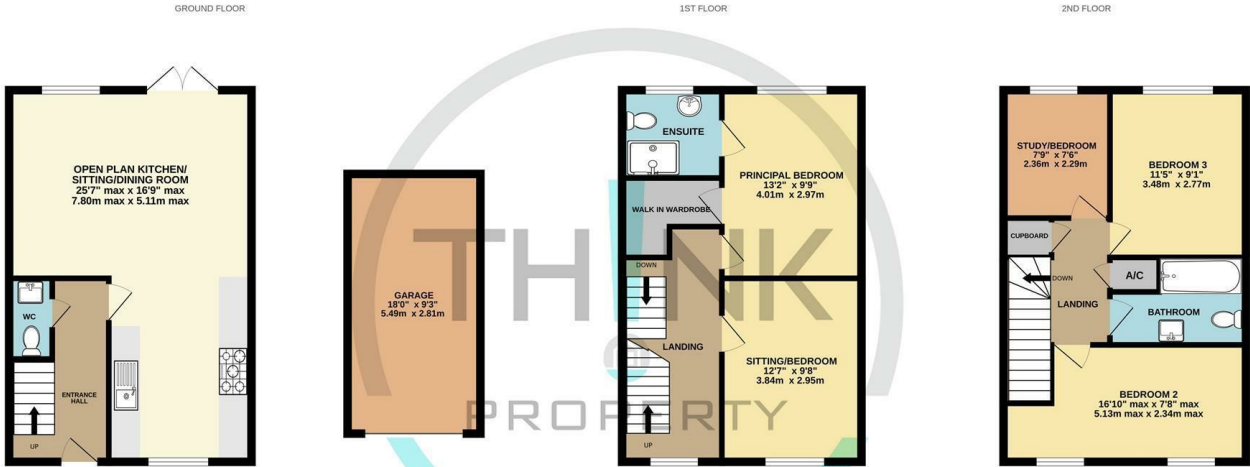 GROUND FLOOR
OPEN PLAN KITCHEN/
SITTING/DINING ROOM
25'7" max x 16'9" max
7.80m max x 5.11m max
WC
ENTRANCE
HALL
UP
GARAGE
18'0" x 9'3"
5.49m x 2.81m
1ST FLOOR
ENSUITE
PRINCIPAL BEDROOM
13'2" x 9'9"
4.01m x 2.97m
WALK IN WARDROBE
DOWN
LANDING
SITTING/BEDROOM
12'7" x 9'8"
3.84m x 2.95m
UP
THINK
@
PROPERTY
2ND FLOOR
STUDY/BEDROOM
7'9" x 7'6"
2.36m x 2.29m
BEDROOM 3
11'5" x 9'1"
3.48m x 2.77m
CUPBOARD
DOWN
A/C
LANDING
BATHROOM
BEDROOM 2
16'10" max x 7'8" max
5.13m max x 2.34m max